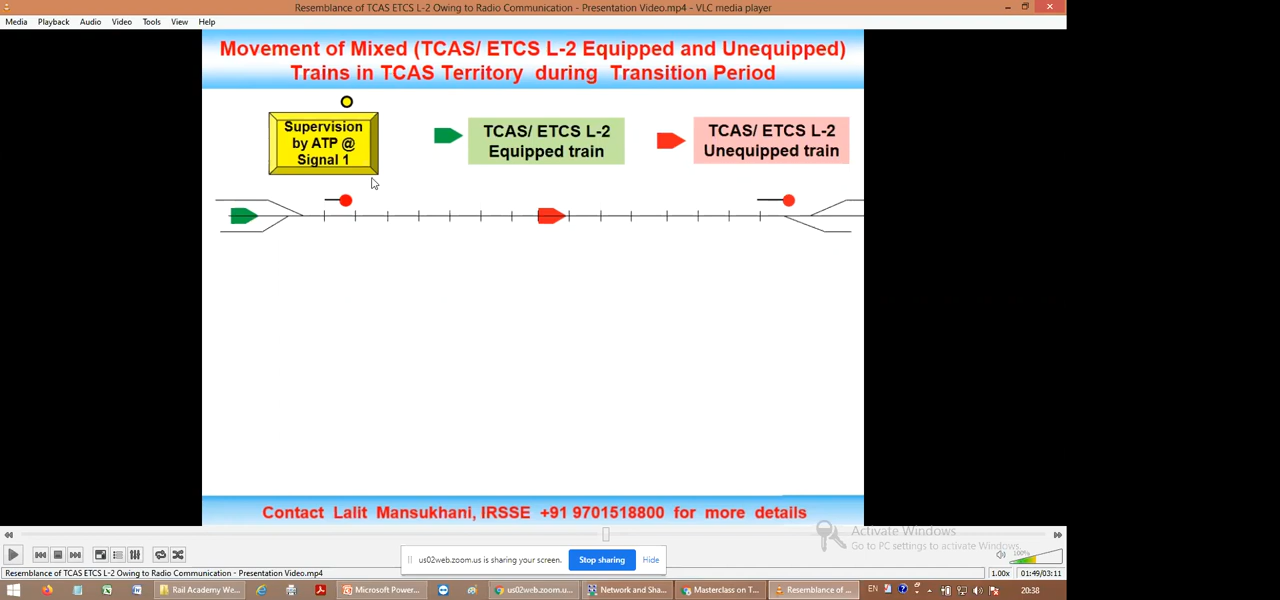 Resemblance of TCAS ETCS L-2 Owing to Radio Communication - Presentation Video.mp4 - VLC media player
Media Playback Audio Video Tools View Help
Movement of Mixed (TCAS/ ETCS L-2 Equipped and Unequipped)
Trains in TCAS Territory during Transition Period
Supervision
by ATP @
Signal 1
TCAS/ ETCS L-2
Equipped train
TCAS/ ETCS L-2
Unequipped train
Contact Lalit Mansukhani, IRSSE +91 9701518800 for more details
Activate Windows
Go to PC settings to activate Windows.
us02web.zoom.us is sharing your screen. Stop sharing Hide
100%
Resemblance of TCAS ETCS L-2 Owing to Radio Communication - Presentation Video.mp4 1.00x 01:49/03:11
Rail Academy We... Microsoft Power... us02web.zoom.u... Network and Sha... Masterclass on T... Resemblance of ... EN 20:38